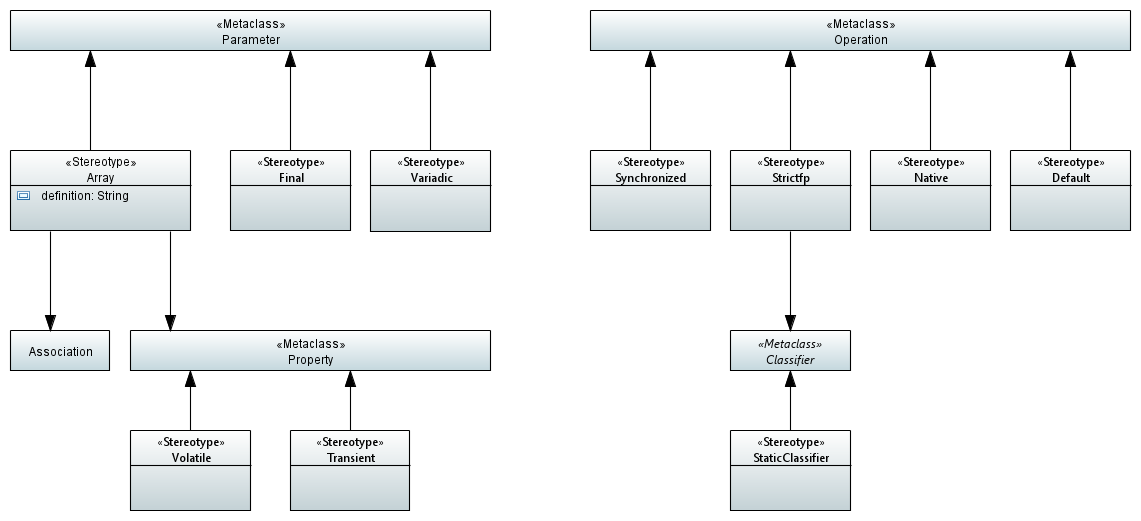 «Metaclass»
Parameter
«Metaclass»
Operation
«Stereotype»
Array
definition: String
«Stereotype»
Final
«Stereotype»
Variadic
«Stereotype»
Synchronized
«Stereotype»
Strictfp
«Stereotype»
Native
«Stereotype»
Default
Association
«Metaclass»
Property
«Metaclass»
Classifier
«Stereotype»
Volatile
«Stereotype»
Transient
«Stereotype»
StaticClassifier